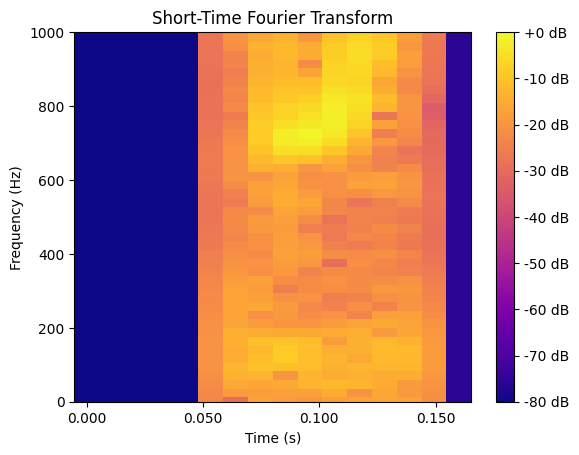 Short-Time Fourier Transform
1000
800
600
400
200
0
Frequency (Hz)
0.000
0.050
0.100
0.150
Time (s)
+0 dB
-10 dB
-20 dB
-30 dB
-40 dB
-50 dB
-60 dB
-70 dB
-80 dB